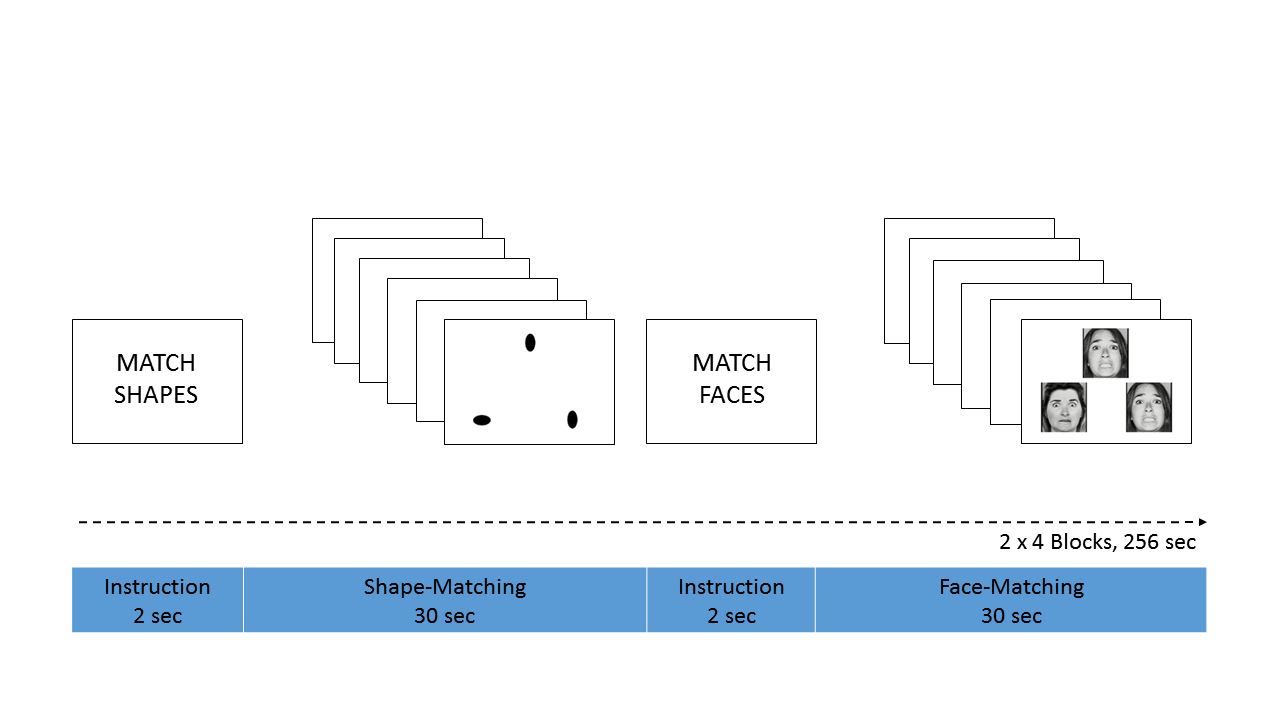 MATCH
SHAPES
MATCH
FACES
2 x 4 Blocks, 256 sec
Instruction
2 sec
Shape-Matching
30 sec
Instruction
2 sec
Face-Matching
30 sec